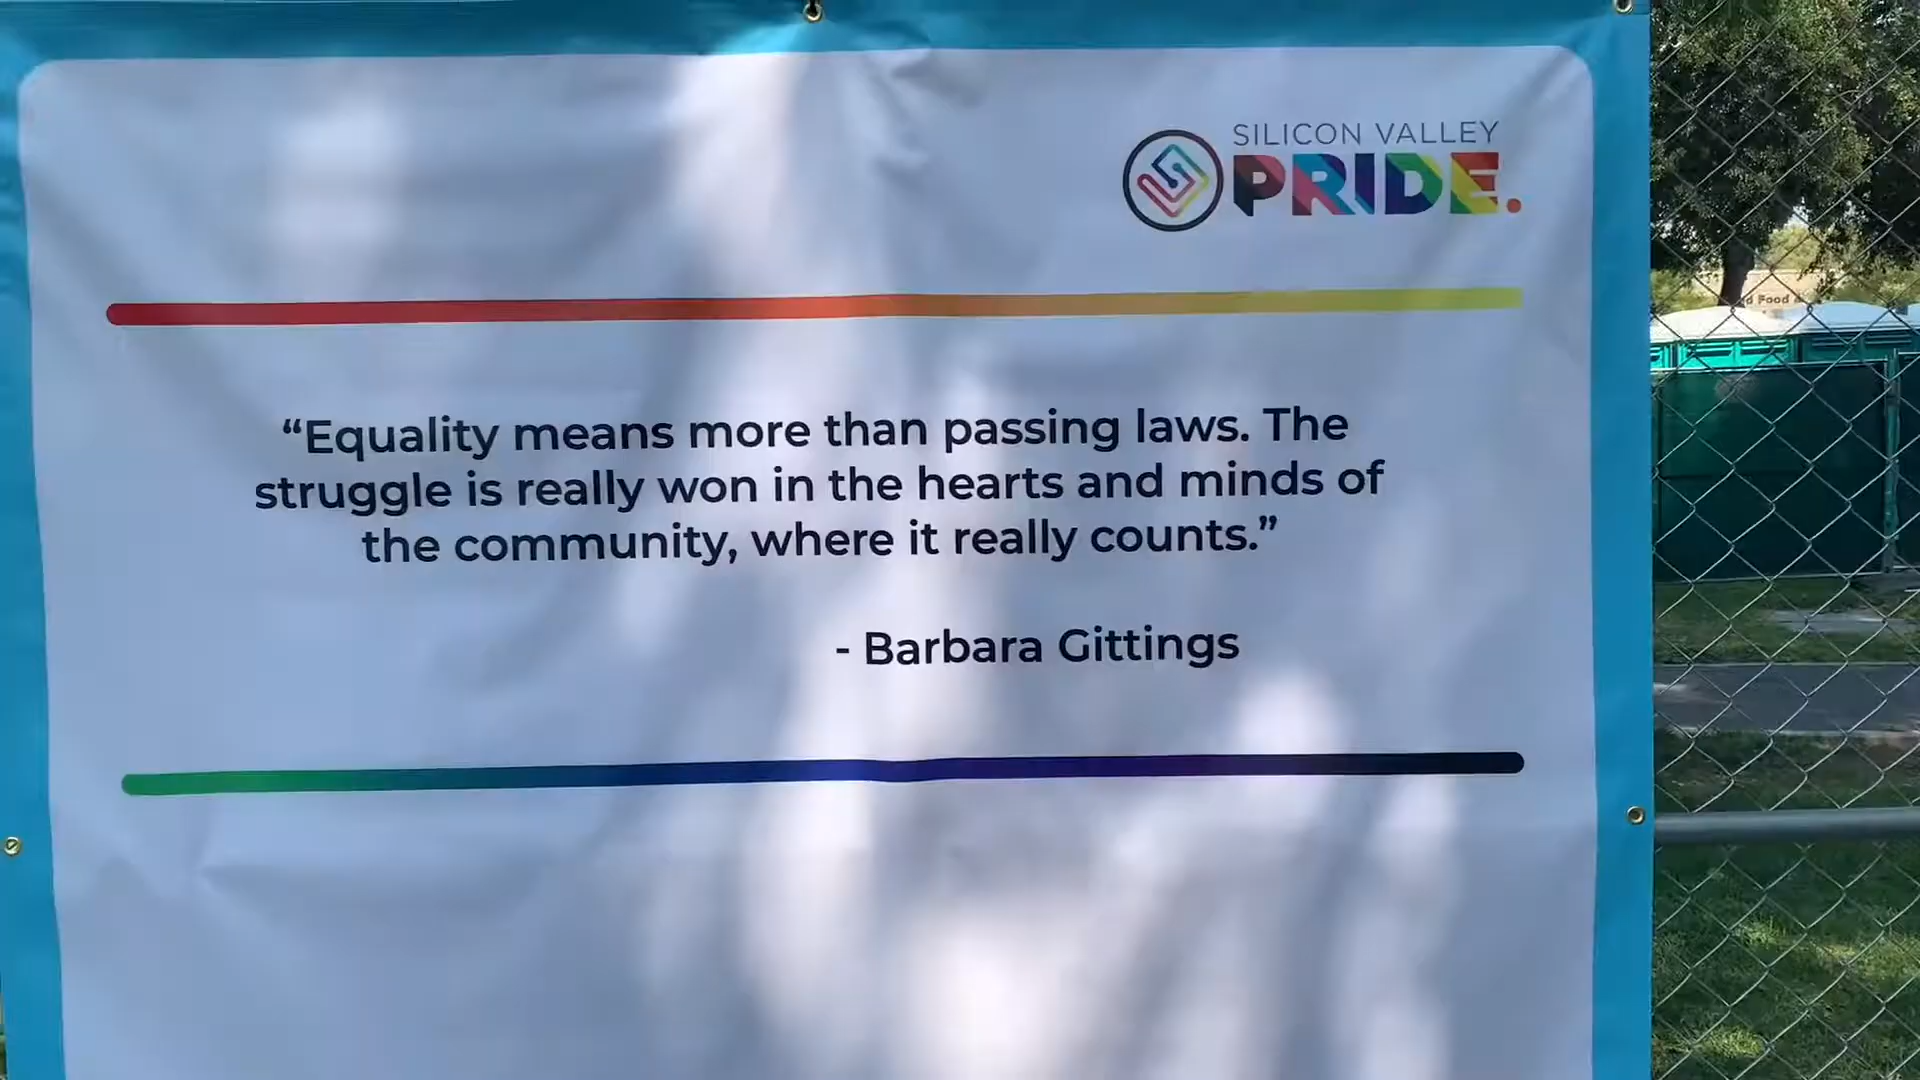 SILICON VALLEY
PRIDE.
“Equality means more than passing laws. The
struggle is really won in the hearts and minds of
the community, where it really counts.”
- Barbara Gittings
Food